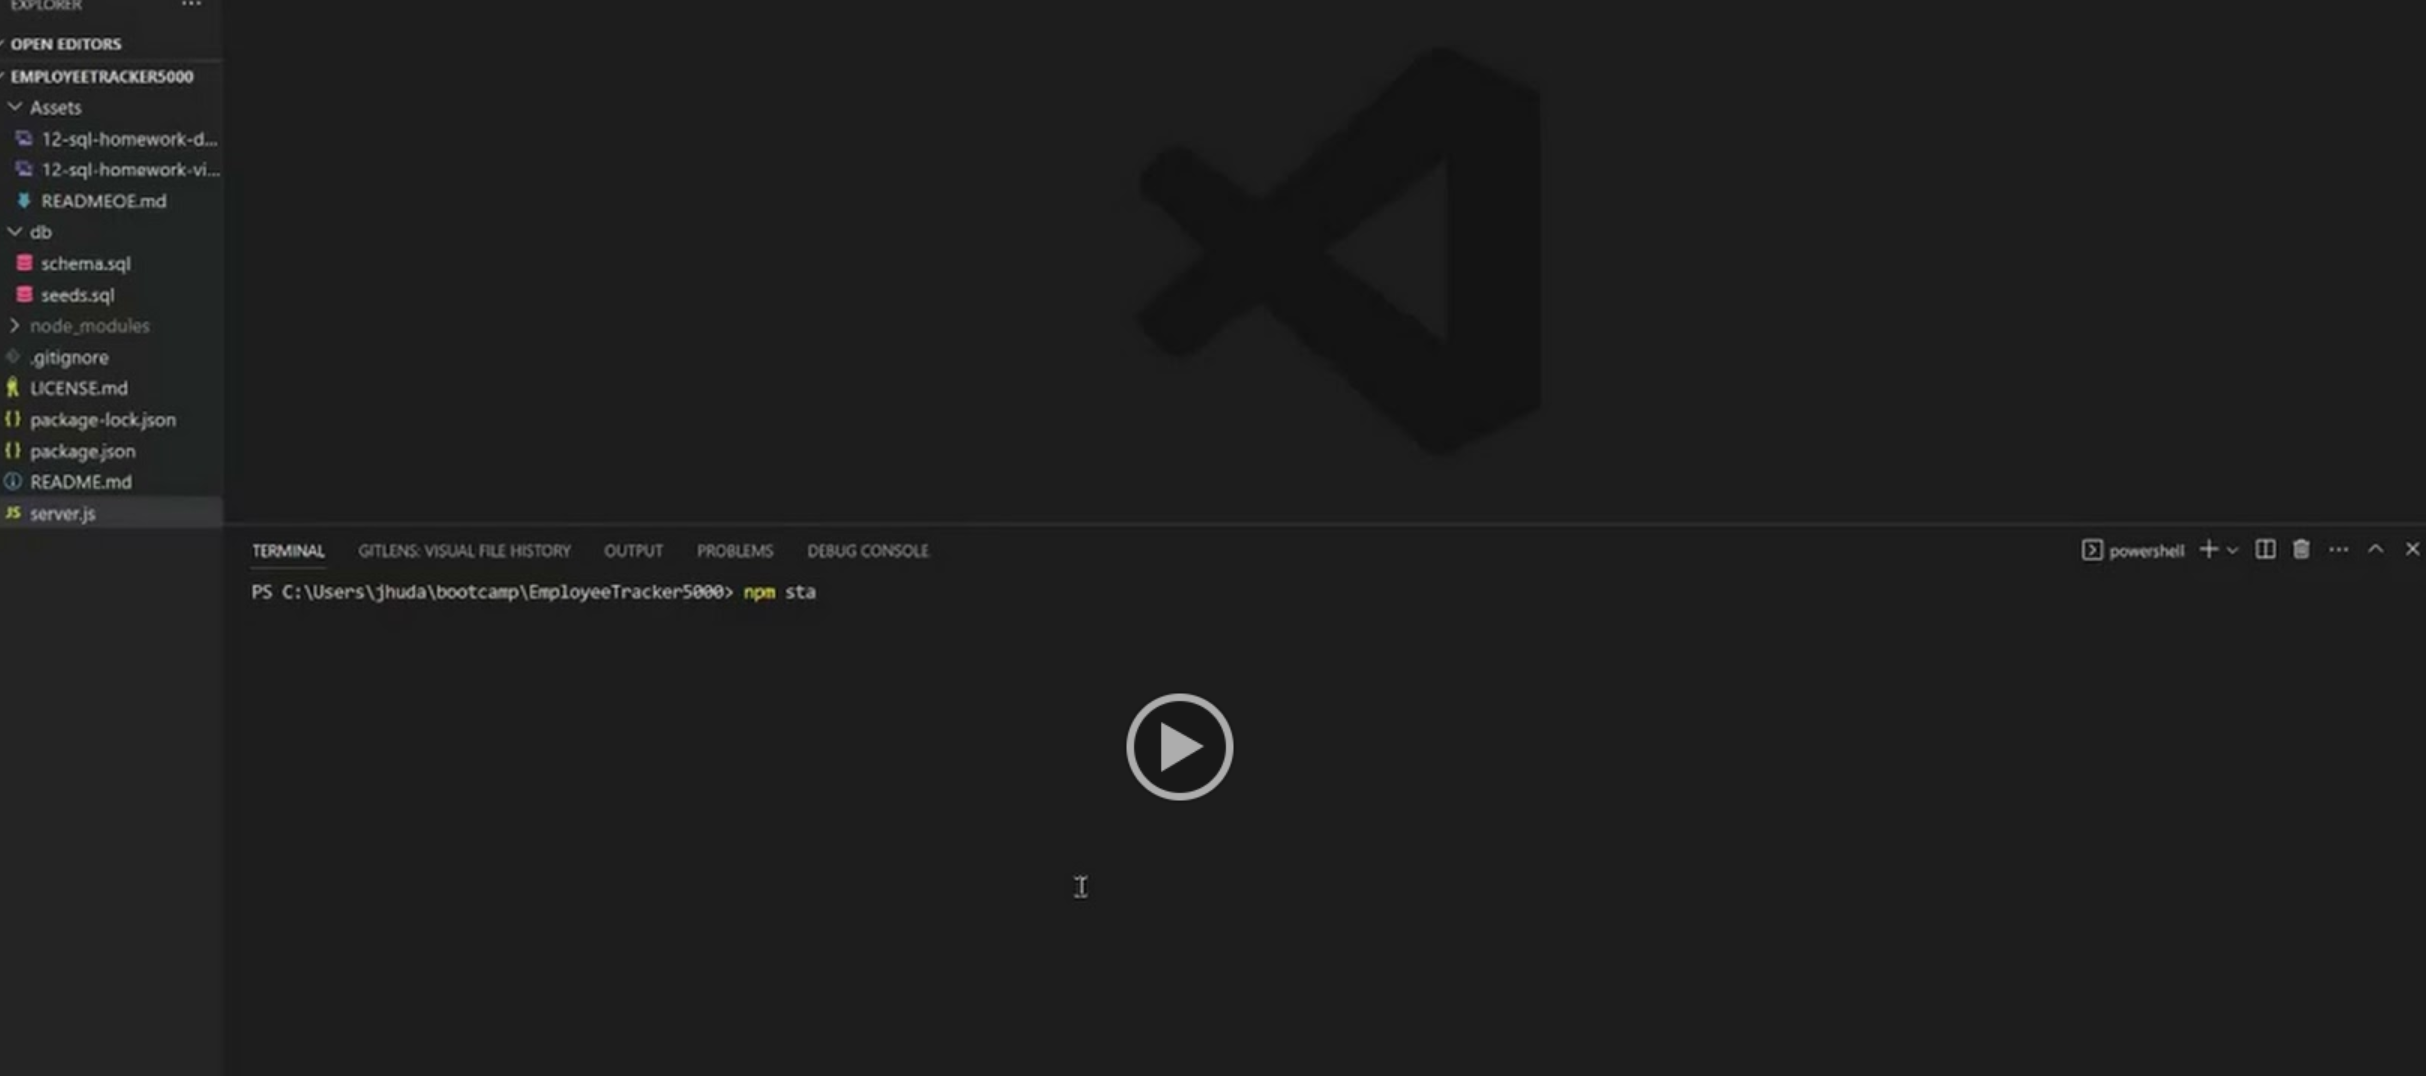 EXPLORER
OPEN EDITORS
EMPLOYEETRACKER5000
Assets
12-sql-homework-d...
12-sql-homework-vi...
READMEOE.md
db
schema.sql
seeds.sql
node_modules
.gitignore
LICENSE.md
{} package-lock.json
{} package.json
README.md
JS server.js
TERMINAL GITLENS: VISUAL FILE HISTORY OUTPUT PROBLEMS DEBUG CONSOLE powershell
PS C:\Users\jhuda\bootcamp\EmployeeTracker5000> npm sta